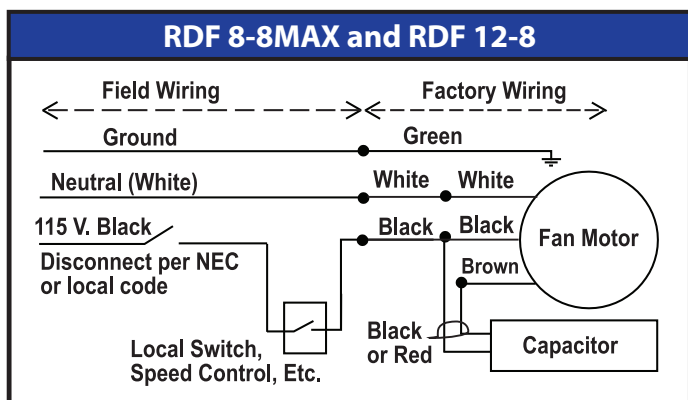 RDF 8-8MAX and RDF 12-8
Field Wiring
Factory Wiring
Ground
Green
Neutral (White)
White
White
115 V. Black
Black
Black
Fan Motor
Disconnect per NEC
or local code
Brown
Local Switch,
Speed Control, Etc.
Black
or Red
Capacitor